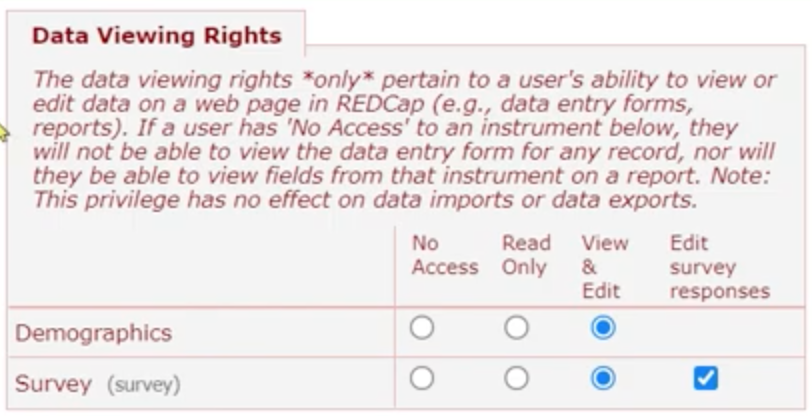 Data Viewing Rights
The data viewing rights *only* pertain to a user's ability to view or
edit data on a web page in REDCap (e.g., data entry forms,
reports). If a user has 'No Access' to an instrument below, they
will not be able to view the data entry form for any record, nor will
they be able to view fields from that instrument on a report. Note:
This privilege has no effect on data imports or data exports.
No Read View Edit
Access Only & survey
Edit responses
Demographics
Survey (survey)